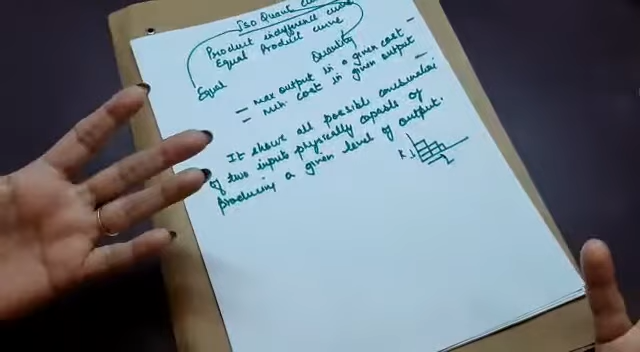 Iso Quant Curve
Product indifference curve
Equal Product curve
Equal Quantity
— max output in a given cost —
— min. cost in given output —
It shows all possible combination
of two inputs physically capable of
producing a given level of output.
K
L